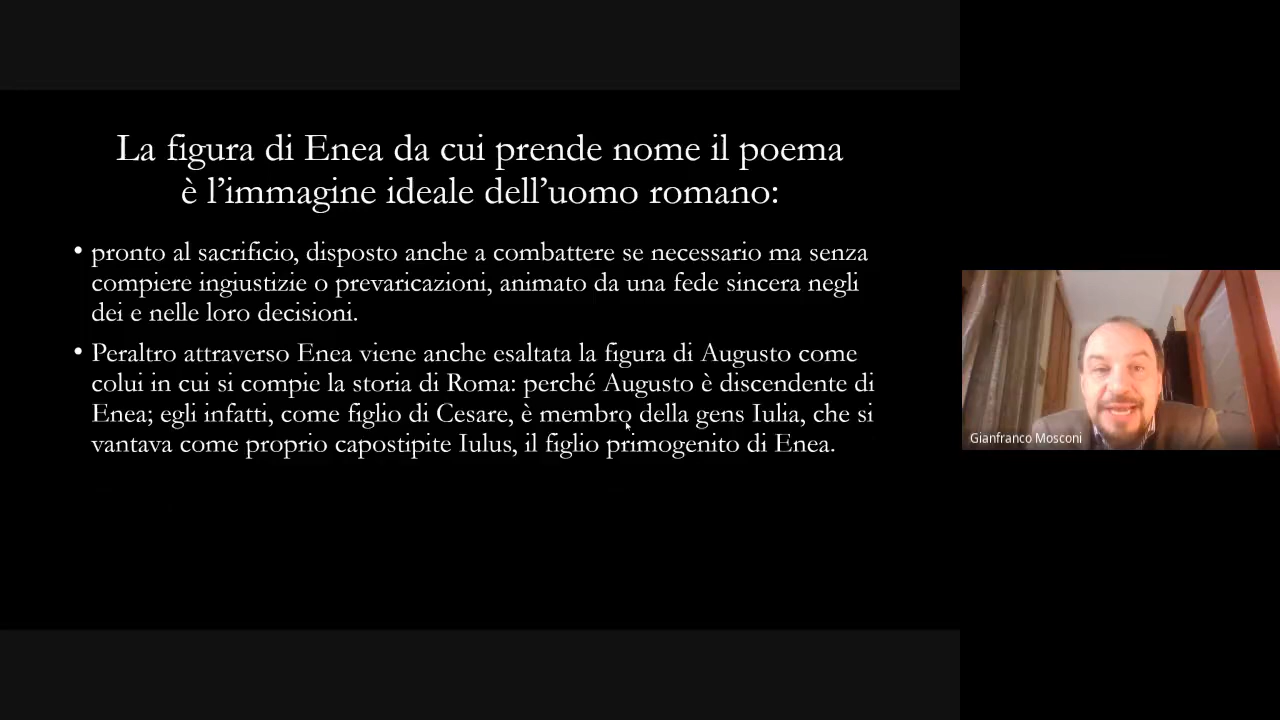 La figura di Enea da cui prende nome il poema
è l’immagine ideale dell’uomo romano:
• pronto al sacrificio, disposto anche a combattere se necessario ma senza
compiere ingiustizie o prevaricazioni, animato da una fede sincera negli
dei e nelle loro decisioni.
• Peraltro attraverso Enea viene anche esaltata la figura di Augusto come
colui in cui si compie la storia di Roma: perché Augusto è discendente di
Enea; egli infatti, come figlio di Cesare, è membro della gens Iulia, che si
vantava come proprio capostipite Iulus, il figlio primogenito di Enea.
Gianfranco Mosconi